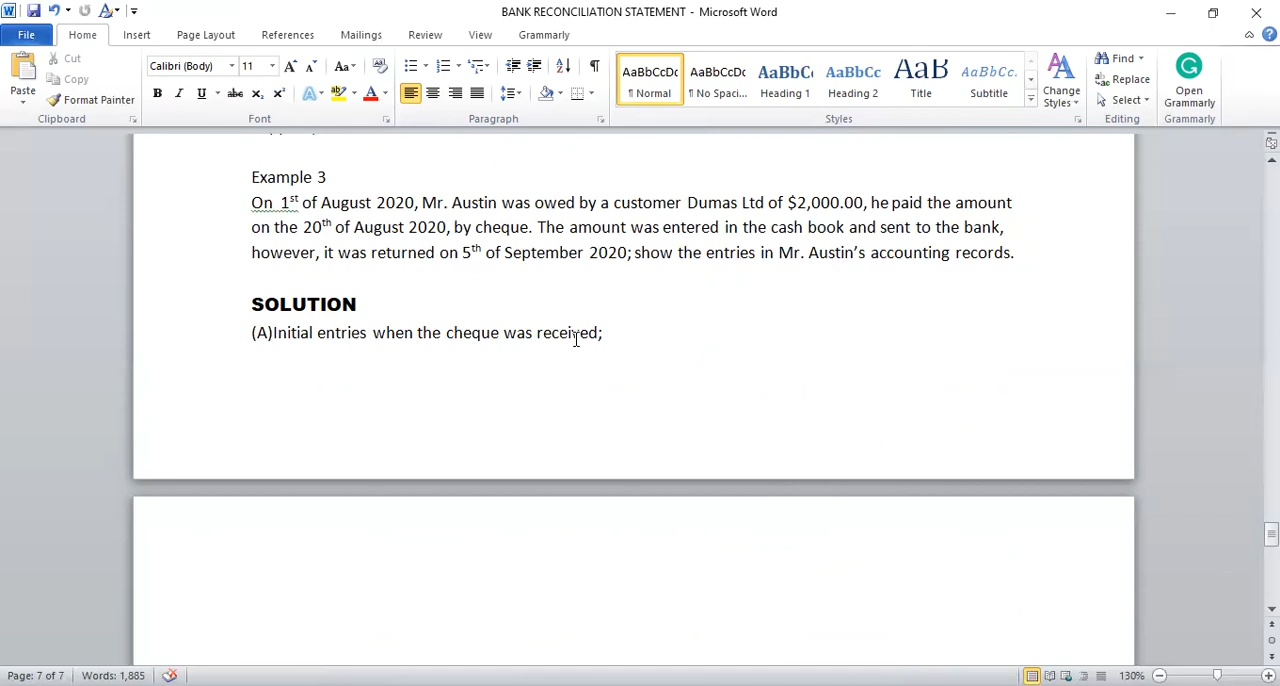 BANK RECONCILIATION STATEMENT - Microsoft Word
File Home Insert Page Layout References Mailings Review View Grammarly
Paste
Cut
Copy
Format Painter
Clipboard
Calibri (Body) 11
Font
Paragraph
AaBbCcDc AaBbCcDc AaBbC AaBbCc AaB AaBbCc.
¶ Normal ¶ No Spaci... Heading 1 Heading 2 Title Subtitle
Change
Styles
Styles
Find
Replace
Select
Editing
Open
Grammarly
Grammarly
Example 3
On 1st of August 2020, Mr. Austin was owed by a customer Dumas Ltd of $2,000.00, he paid the amount
on the 20th of August 2020, by cheque. The amount was entered in the cash book and sent to the bank,
however, it was returned on 5th of September 2020; show the entries in Mr. Austin’s accounting records.
SOLUTION
(A)Initial entries when the cheque was received;
Page: 7 of 7 Words: 1,885 130%